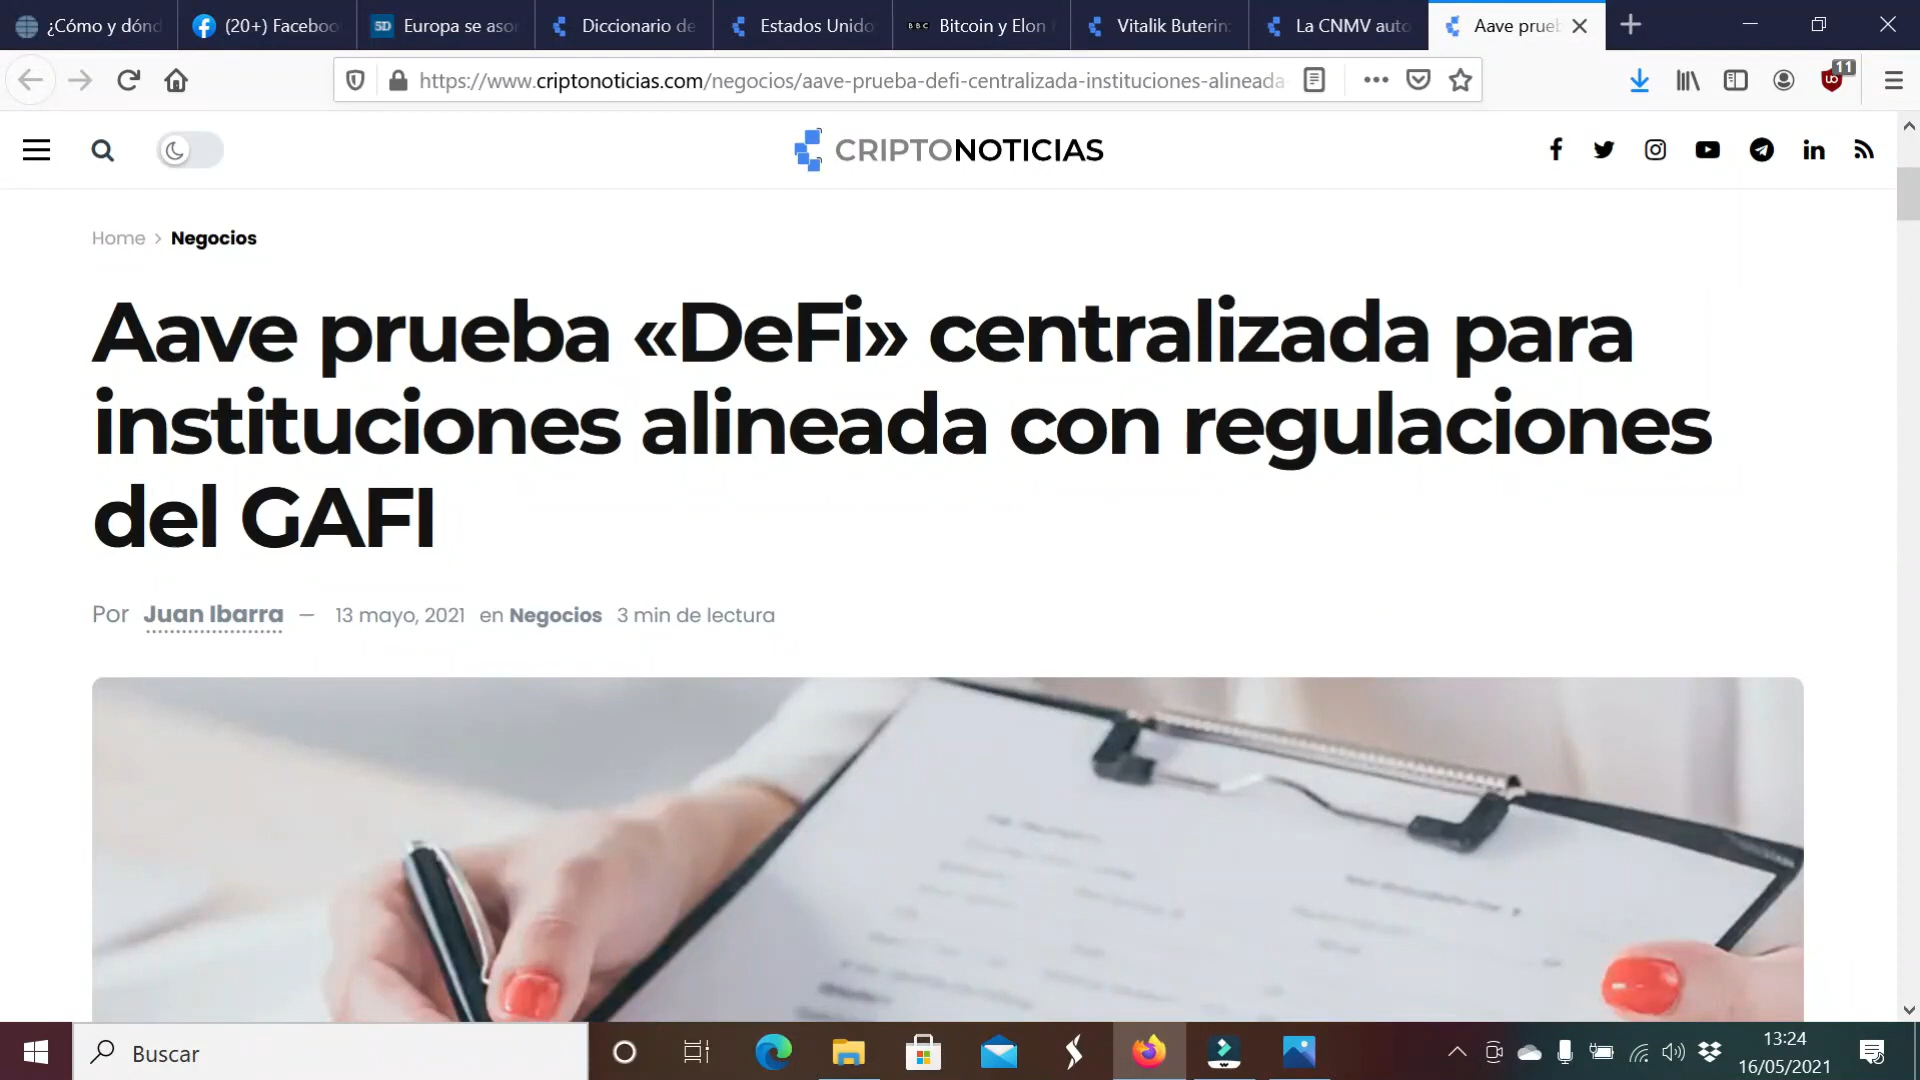 ¿Cómo y dónd
(20+) Faceboo
5D Europa se aso
Diccionario de
Estados Unido
BBC Bitcoin y Elon
Vitalik Buterin:
La CNMV auto
Aave prueb
https://www.criptonoticias.com/negocios/aave-prueba-defi-centralizada-instituciones-alineada-
11
CRIPTONOTICIAS
Home > Negocios
Aave prueba «DeFi» centralizada para
instituciones alineada con regulaciones
del GAFI
Por Juan Ibarra — 13 mayo, 2021 en Negocios 3 min de lectura
Buscar
13:24
16/05/2021